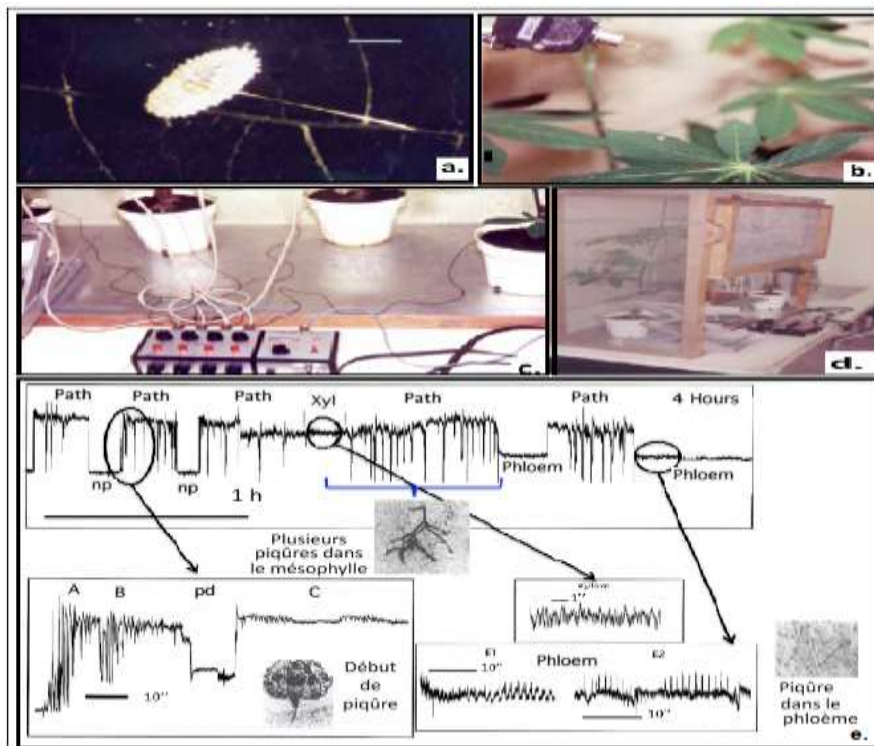 a.
b.
c.
d.
Path
Path
Path
Xyl
Path
Path
4 Hours
np
np
Phloem
Phloem
1 h
Plusieurs
piqûres dans
le mésophylle
A
B
pd
C
10''
Début
de
piqûre
1''
E1
Phloem
E2
10''
10''
Piqûre
dans le
phloème
e.